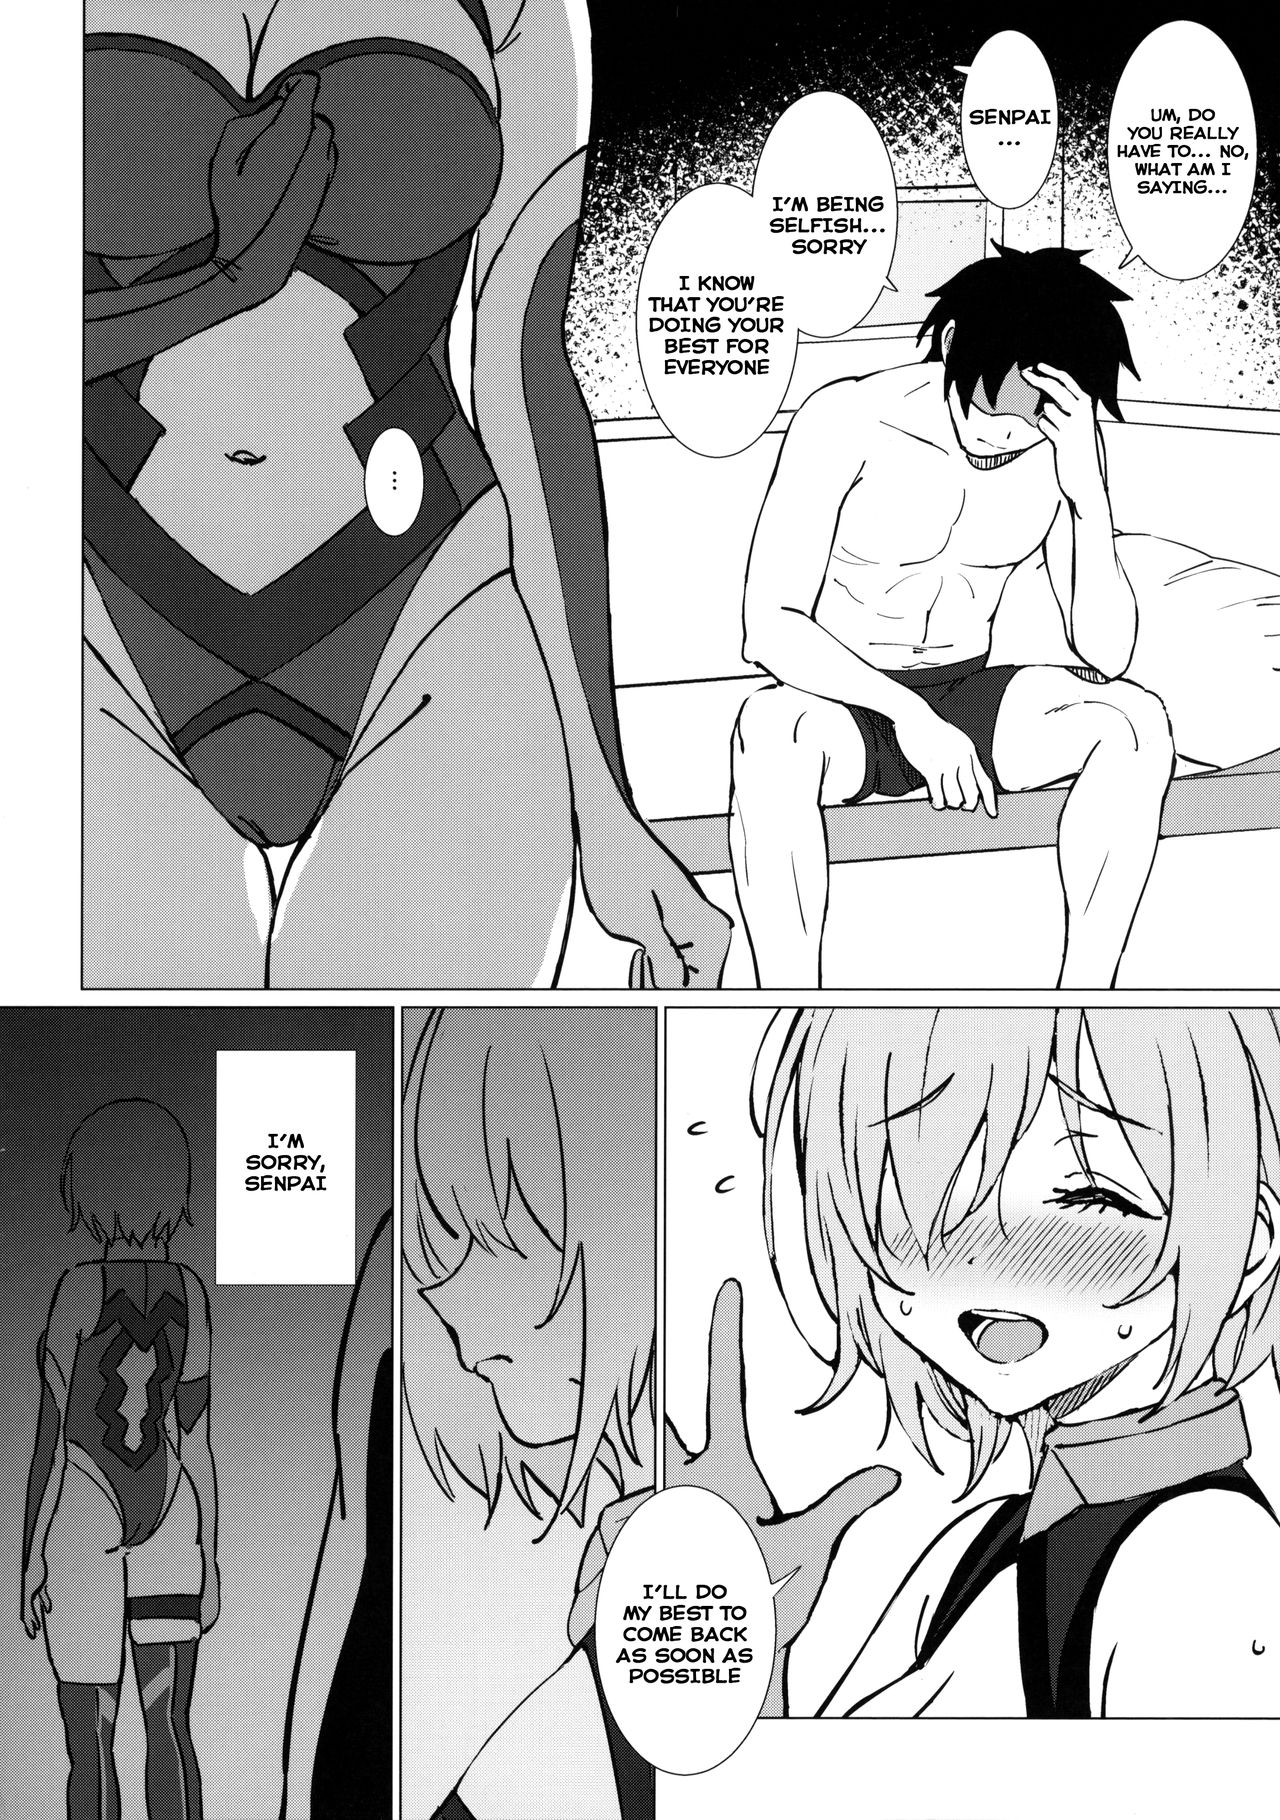 UM, DO
YOU REALLY
HAVE TO... NO,
WHAT AM I
SAYING...
SENPAI
...
I'M BEING
SELFISH...
SORRY
I KNOW
THAT YOU'RE
DOING YOUR
BEST FOR
EVERYONE
...
I'LL DO
MY BEST TO
COME BACK
AS SOON AS
POSSIBLE
I'M
SORRY,
SENPAI